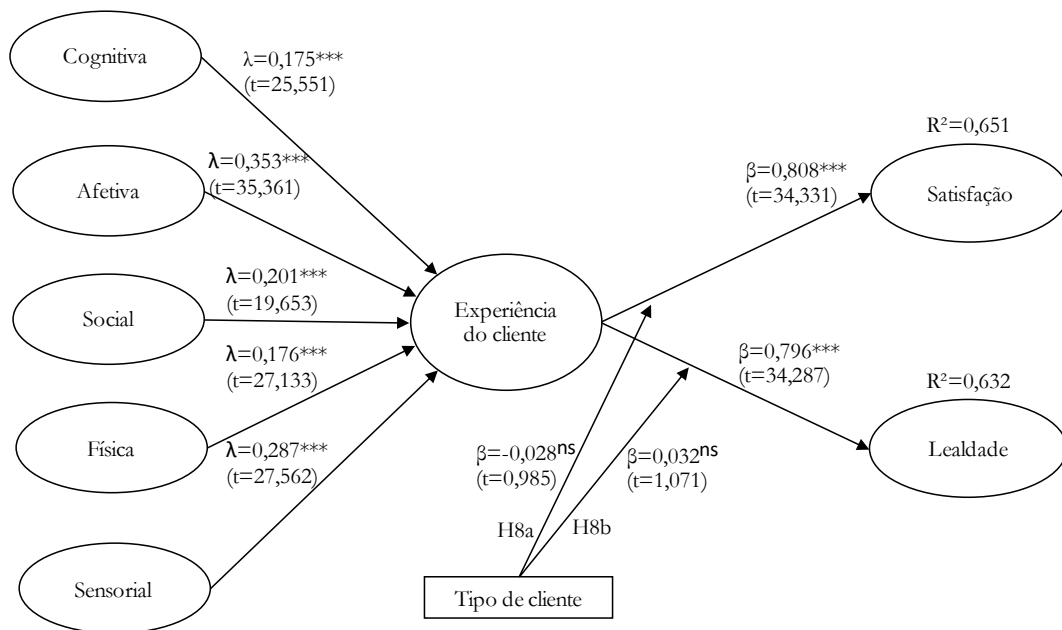 Cognitiva
λ=0,175***
(t=25,551)
Afetiva
λ=0,353***
(t=35,361)
Social
λ=0,201***
(t=19,653)
Física
λ=0,176***
(t=27,133)
Sensorial
λ=0,287***
(t=27,562)
Experiência
do cliente
β=0,808***
(t=34,331)
R²=0,651
Satisfação
β=0,796***
(t=34,287)
R²=0,632
Lealdade
β=-0,028ns
(t=0,985)
β=0,032ns
(t=1,071)
H8a
H8b
Tipo de cliente